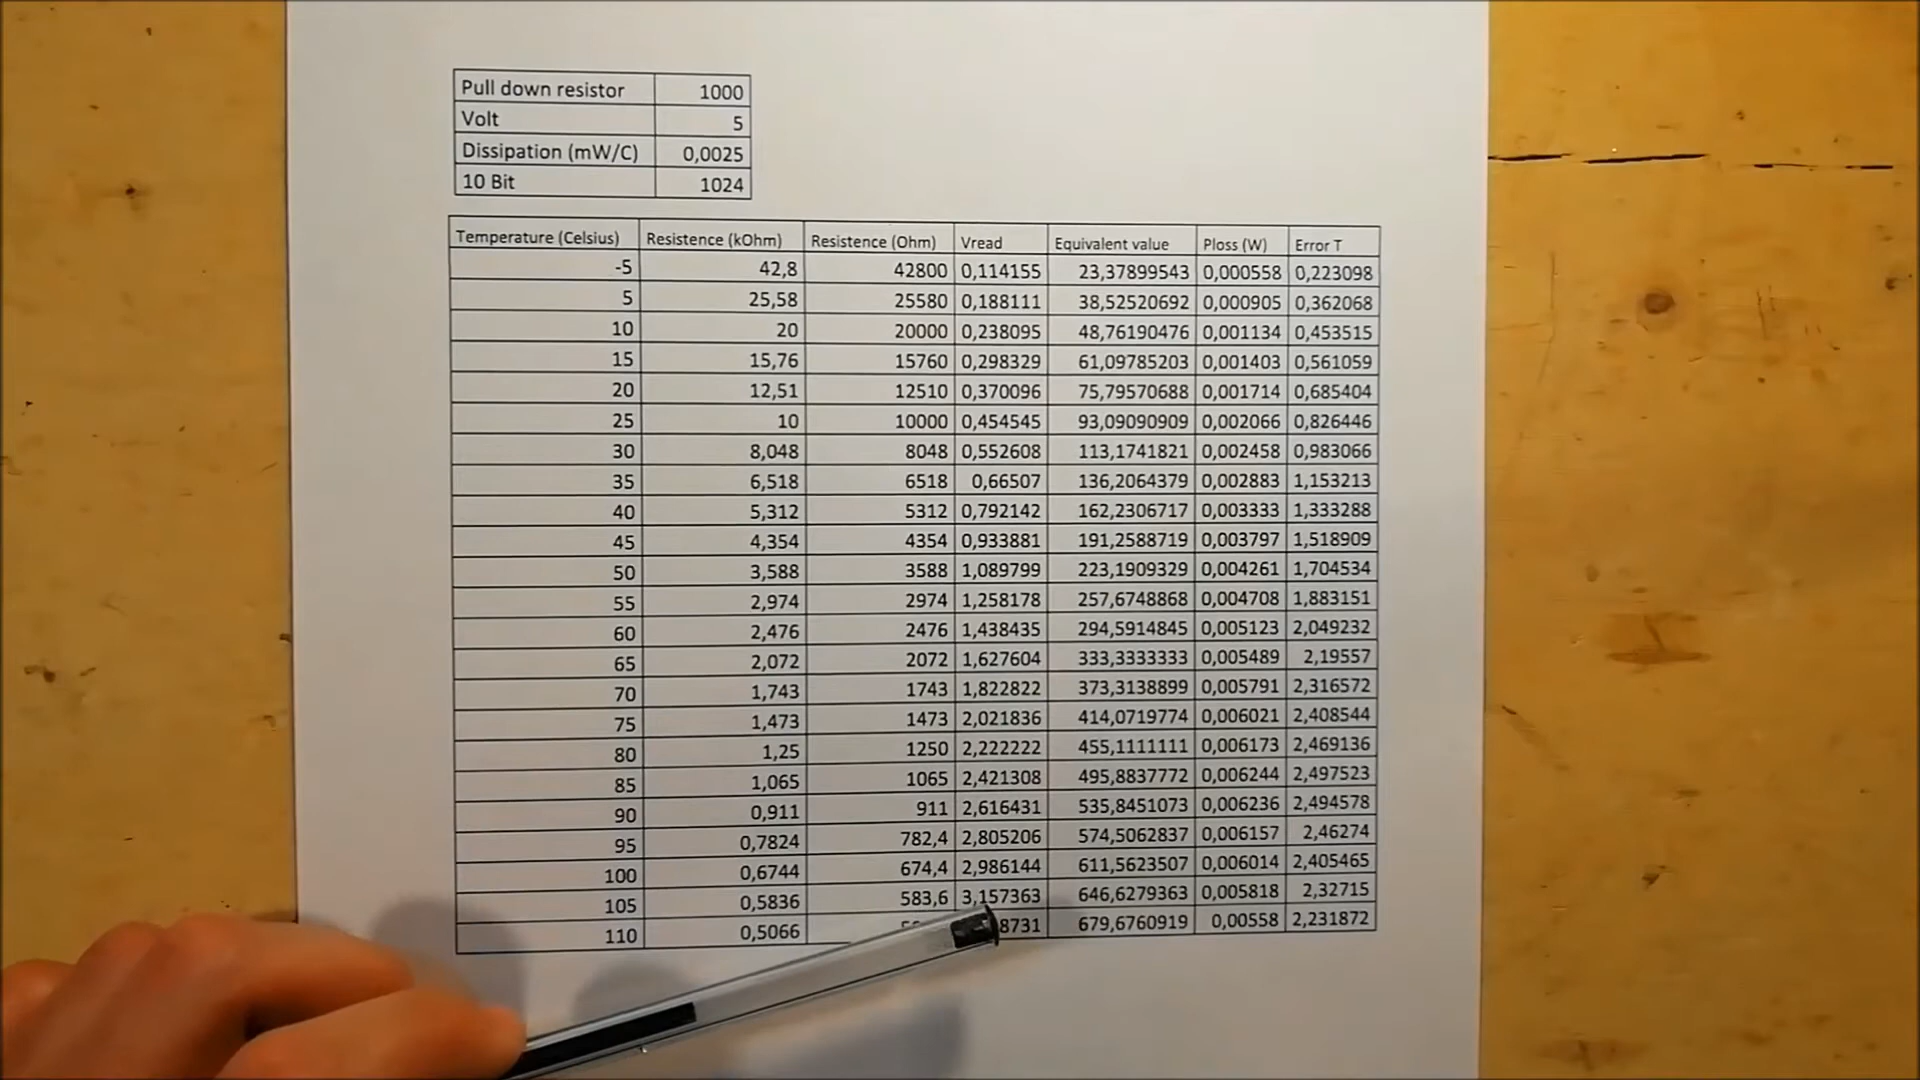 Pull down resistor 1000
Volt 5
Dissipation (mW/C) 0,0025
10 Bit 1024
Temperature (Celsius) Resistence (kOhm) Resistence (Ohm) Vread Equivalent value Ploss (W) Error T
-5 42,8 42800 0,114155 23,37899543 0,000558 0,223098
5 25,58 25580 0,188111 38,52520692 0,000905 0,362068
10 20 20000 0,238095 48,76190476 0,001134 0,453515
15 15,76 15760 0,298329 61,09785203 0,001403 0,561059
20 12,51 12510 0,370096 75,79570688 0,001714 0,685404
25 10 10000 0,454545 93,09090909 0,002066 0,826446
30 8,048 8048 0,552608 113,1741821 0,002458 0,983066
35 6,518 6518 0,66507 136,2064379 0,002883 1,153213
40 5,312 5312 0,792142 162,2306717 0,003333 1,333288
45 4,354 4354 0,933881 191,2588719 0,003797 1,518909
50 3,588 3588 1,089799 223,1909329 0,004261 1,704534
55 2,974 2974 1,258178 257,6748868 0,004708 1,883151
60 2,476 2476 1,438435 294,5914845 0,005123 2,049232
65 2,072 2072 1,627604 333,3333333 0,005489 2,19557
70 1,743 1743 1,822822 373,3138899 0,005791 2,316572
75 1,473 1473 2,021836 414,0719774 0,006021 2,408544
80 1,25 1250 2,222222 455,1111111 0,006173 2,469136
85 1,065 1065 2,421308 495,8837772 0,006244 2,497523
90 0,911 911 2,616431 535,8451073 0,006236 2,494578
95 0,7824 782,4 2,805206 574,5062837 0,006157 2,46274
100 0,6744 674,4 2,986144 611,5623507 0,006014 2,405465
105 0,5836 583,6 3,157363 646,6279363 0,005818 2,32715
110 0,5066 8731 679,6760919 0,00558 2,231872